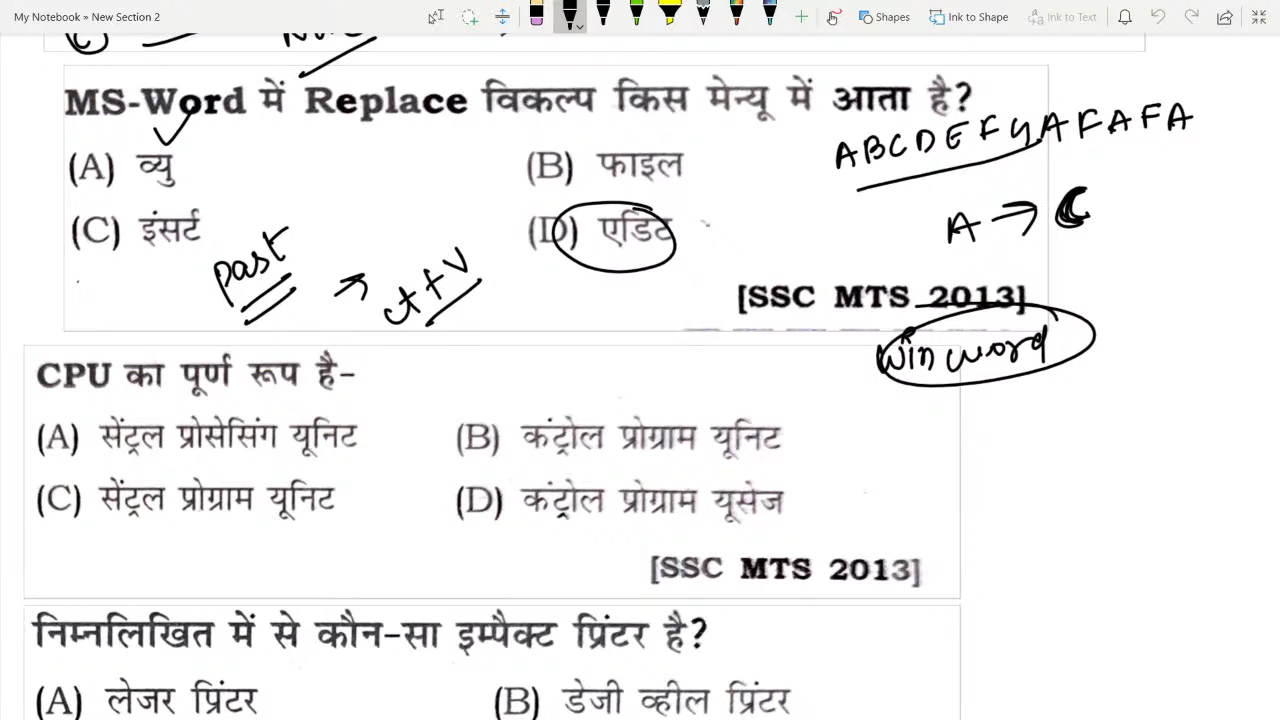 My Notebook » New Section 2
Shapes
Ink to Shape
Ink to Text
(C)
MS-Word में Replace विकल्प किस मेन्यू में आता है?
ABCDEFGAFAFA
(A) व्यु
(B) फाइल
(C) इंसर्ट
(D) एडिट
A → C
past → ct+V
[SSC MTS 2013]
Win word
CPU का पूर्ण रूप है-
(A) सेंट्रल प्रोसेसिंग यूनिट
(B) कंट्रोल प्रोग्राम यूनिट
(C) सेंट्रल प्रोग्राम यूनिट
(D) कंट्रोल प्रोग्राम यूसेज
[SSC MTS 2013]
निम्नलिखित में से कौन-सा इम्पैक्ट प्रिंटर है?
(A) लेजर प्रिंटर
(B) डेजी व्हील प्रिंटर